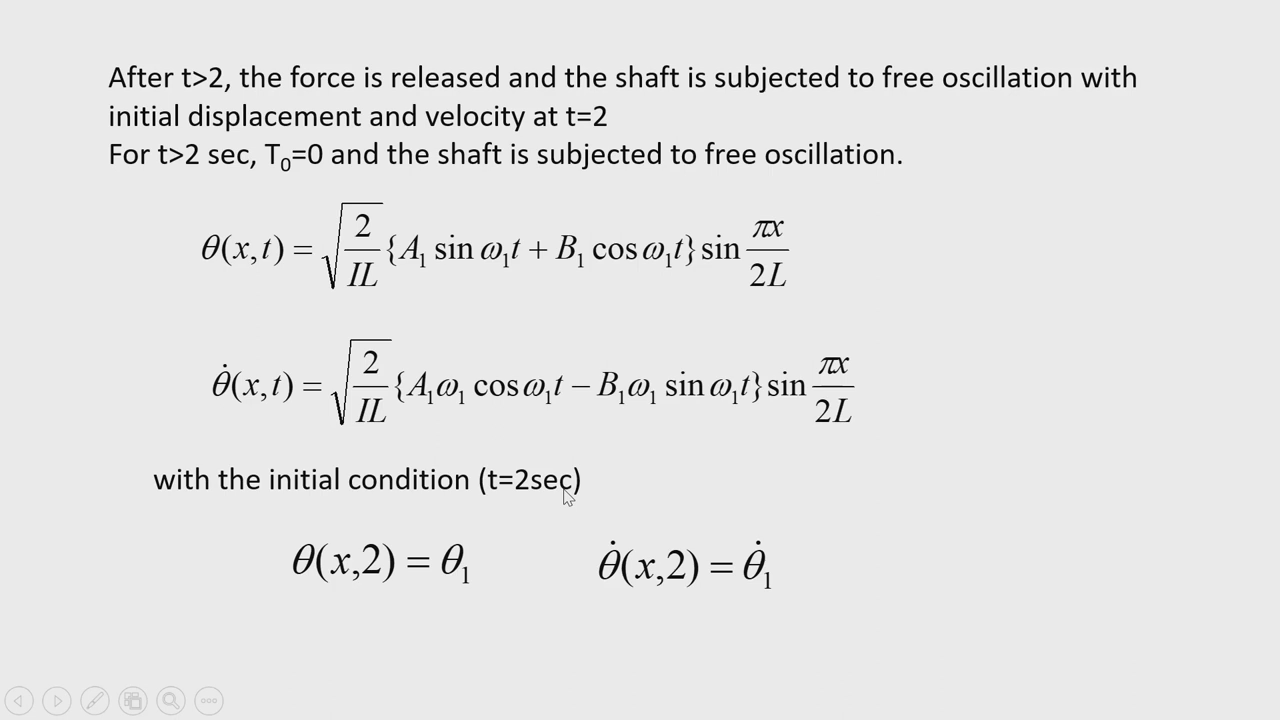 After t>2, the force is released and the shaft is subjected to free oscillation with
initial displacement and velocity at t=2
For t>2 sec, T₀=0 and the shaft is subjected to free oscillation.
θ(x,t) = √(2/IL) {A₁ sin ω₁t + B₁ cos ω₁t} sin πx/2L
θ̇(x,t) = √(2/IL) {A₁ω₁ cos ω₁t − B₁ω₁ sin ω₁t} sin πx/2L
with the initial condition (t=2sec)
θ(x,2) = θ₁ θ̇(x,2) = θ̇₁